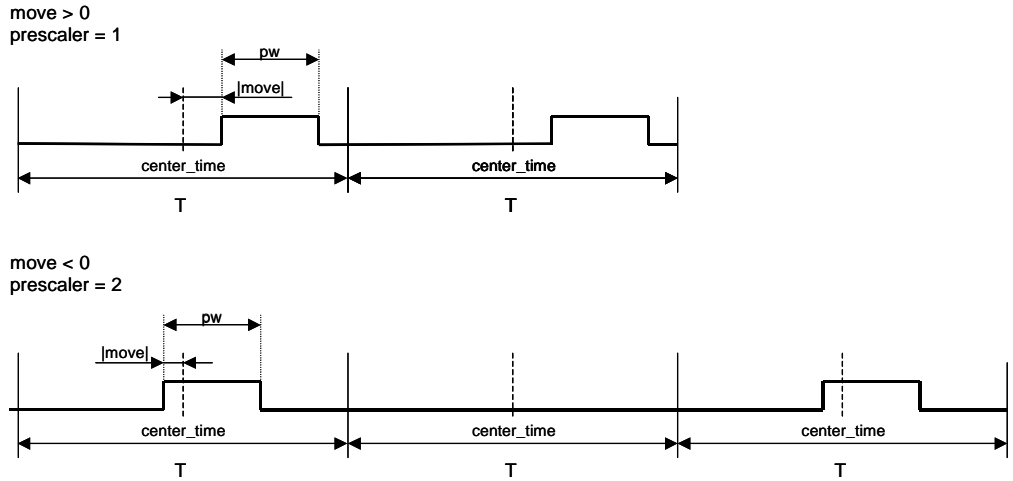 move > 0
prescaler = 1
pw
|move|
center_time center_time
T T
move < 0
prescaler = 2
pw
|move|
center_time center_time center_time
T T T